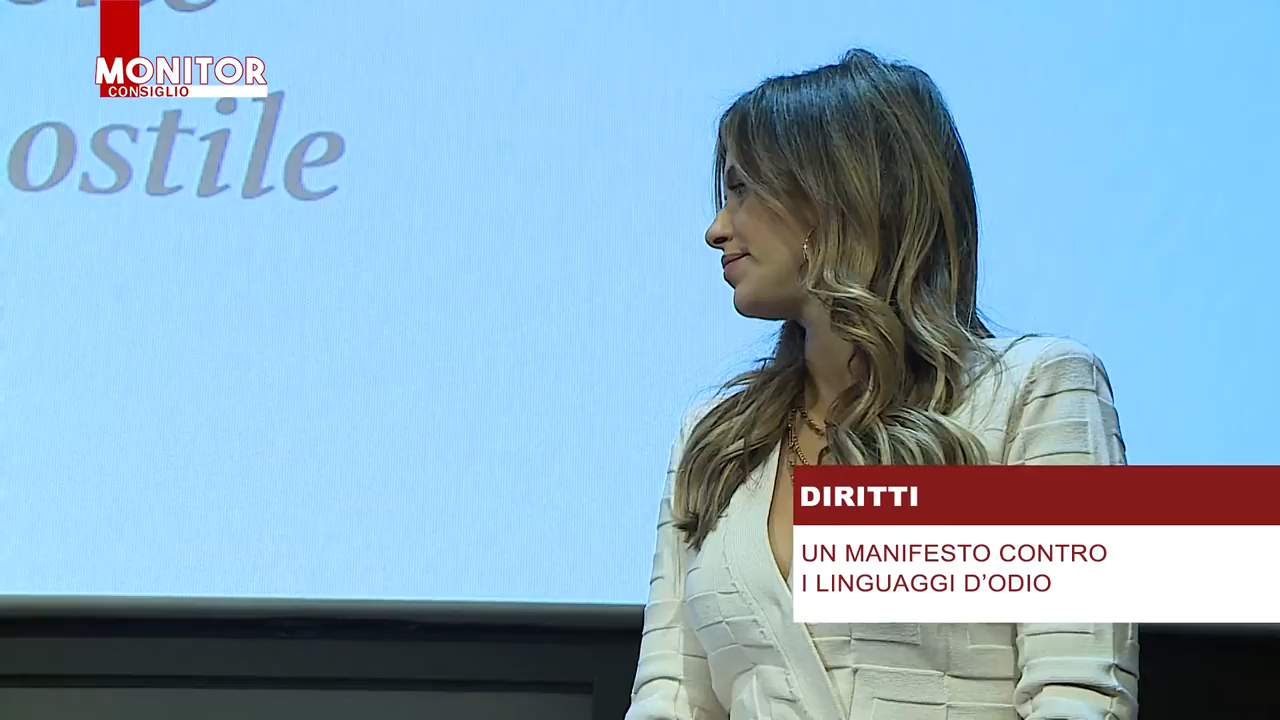 MONITOR
CONSIGLIO
ostile
DIRITTI
UN MANIFESTO CONTRO
I LINGUAGGI D'ODIO